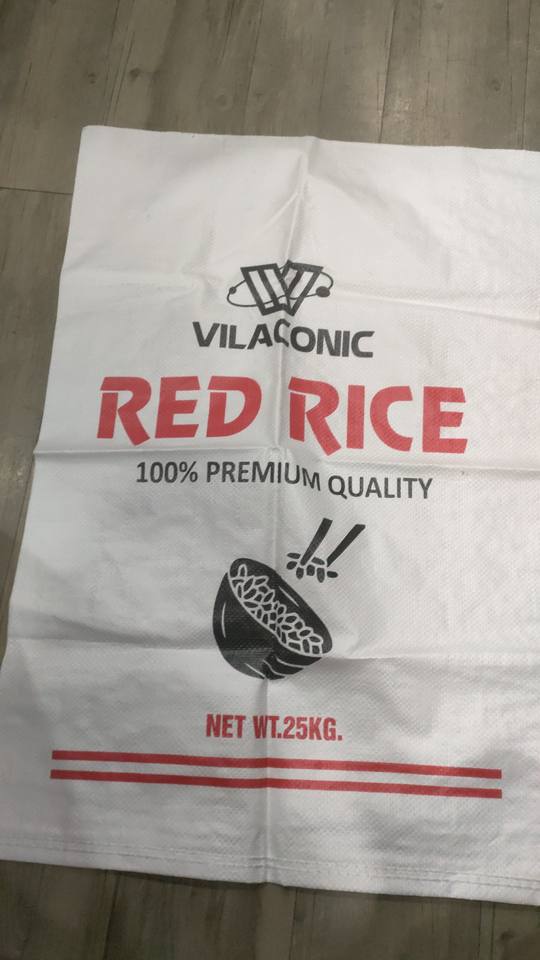 VILACONIC
RED RICE
100% PREMIUM QUALITY
NET WT.25KG.